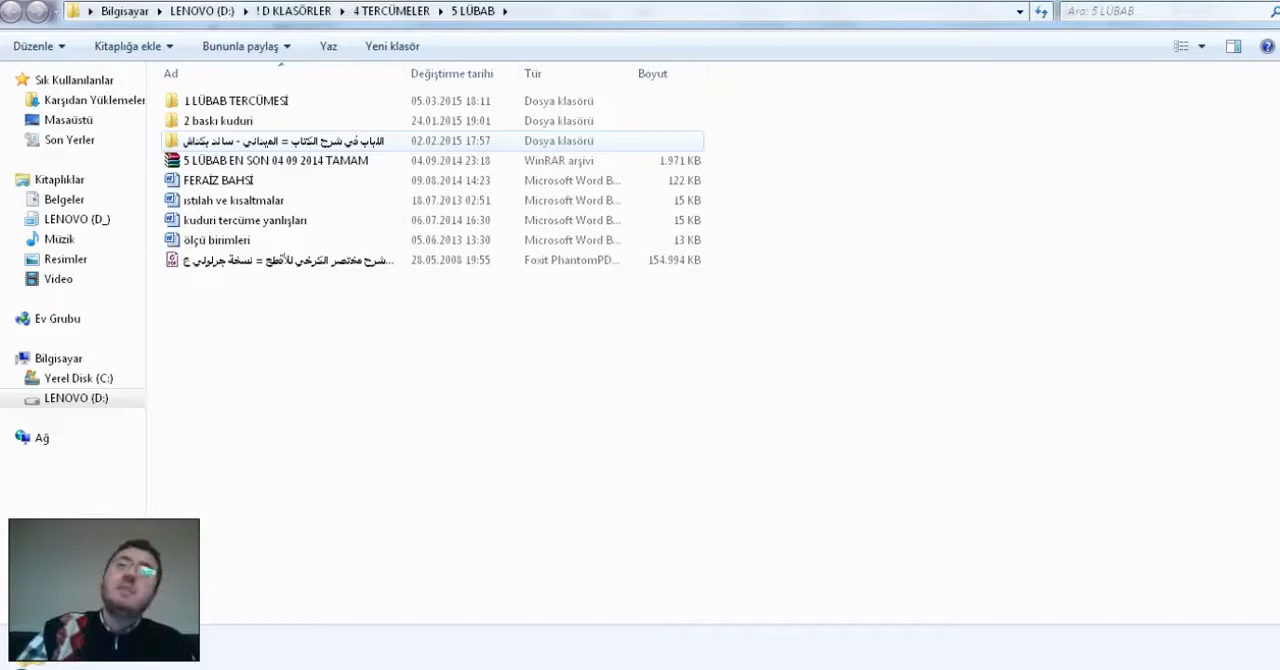 Bilgisayar ▸ LENOVO (D:) ▸ ! D KLASÖRLER ▸ 4 TERCÜMELER ▸ 5 LÜBAB ▸
Ara: 5 LÜBAB
Düzenle Kitaplığa ekle Bununla paylaş Yaz Yeni klasör
Ad Değiştirme tarihi Tür Boyut
1 LÜBAB TERCÜMESİ 05.03.2015 18:11 Dosya klasörü
2 baskı kuduri 24.01.2015 19:01 Dosya klasörü
اللباب في شرح الكتاب = الميداني - سائد بكداش 02.02.2015 17:57 Dosya klasörü
5 LÜBAB EN SON 04 09 2014 TAMAM 04.09.2014 23:18 WinRAR arşivi 1.971 KB
FERAİZ BAHSİ 09.08.2014 14:23 Microsoft Word B... 122 KB
ıstılah ve kısaltmalar 18.07.2013 02:51 Microsoft Word B... 15 KB
kuduri tercüme yanlışları 06.07.2014 16:30 Microsoft Word B... 15 KB
ölçü birimleri 05.06.2013 13:30 Microsoft Word B... 13 KB
شرح مختصر الكرخي للأقطع = نسخة جرلولي ج... 28.05.2008 19:55 Foxit PhantomPD... 154.994 KB
Sık Kullanılanlar
Karşıdan Yüklemeler
Masaüstü
Son Yerler
Kitaplıklar
Belgeler
LENOVO (D_)
Müzik
Resimler
Video
Ev Grubu
Bilgisayar
Yerel Disk (C:)
LENOVO (D:)
Ağ